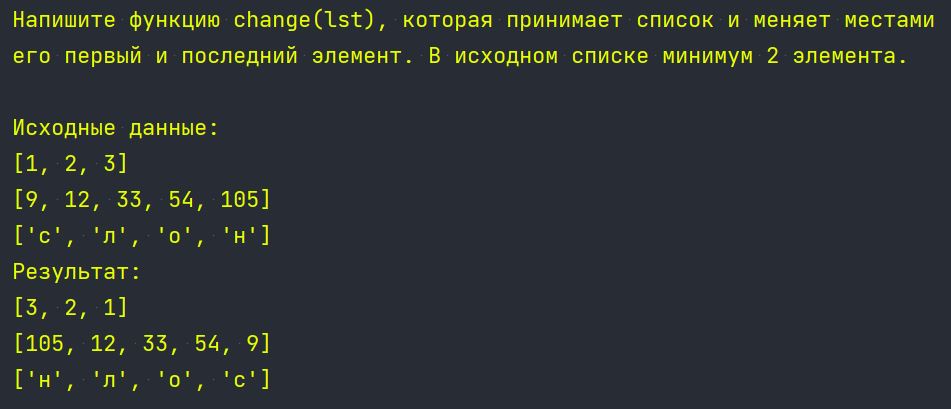 Напишите функцию change(lst), которая принимает список и меняет местами
его первый и последний элемент. В исходном списке минимум 2 элемента.
Исходные данные:
[1, 2, 3]
[9, 12, 33, 54, 105]
['с', 'л', 'о', 'н']
Результат:
[3, 2, 1]
[105, 12, 33, 54, 9]
['н', 'л', 'о', 'с']